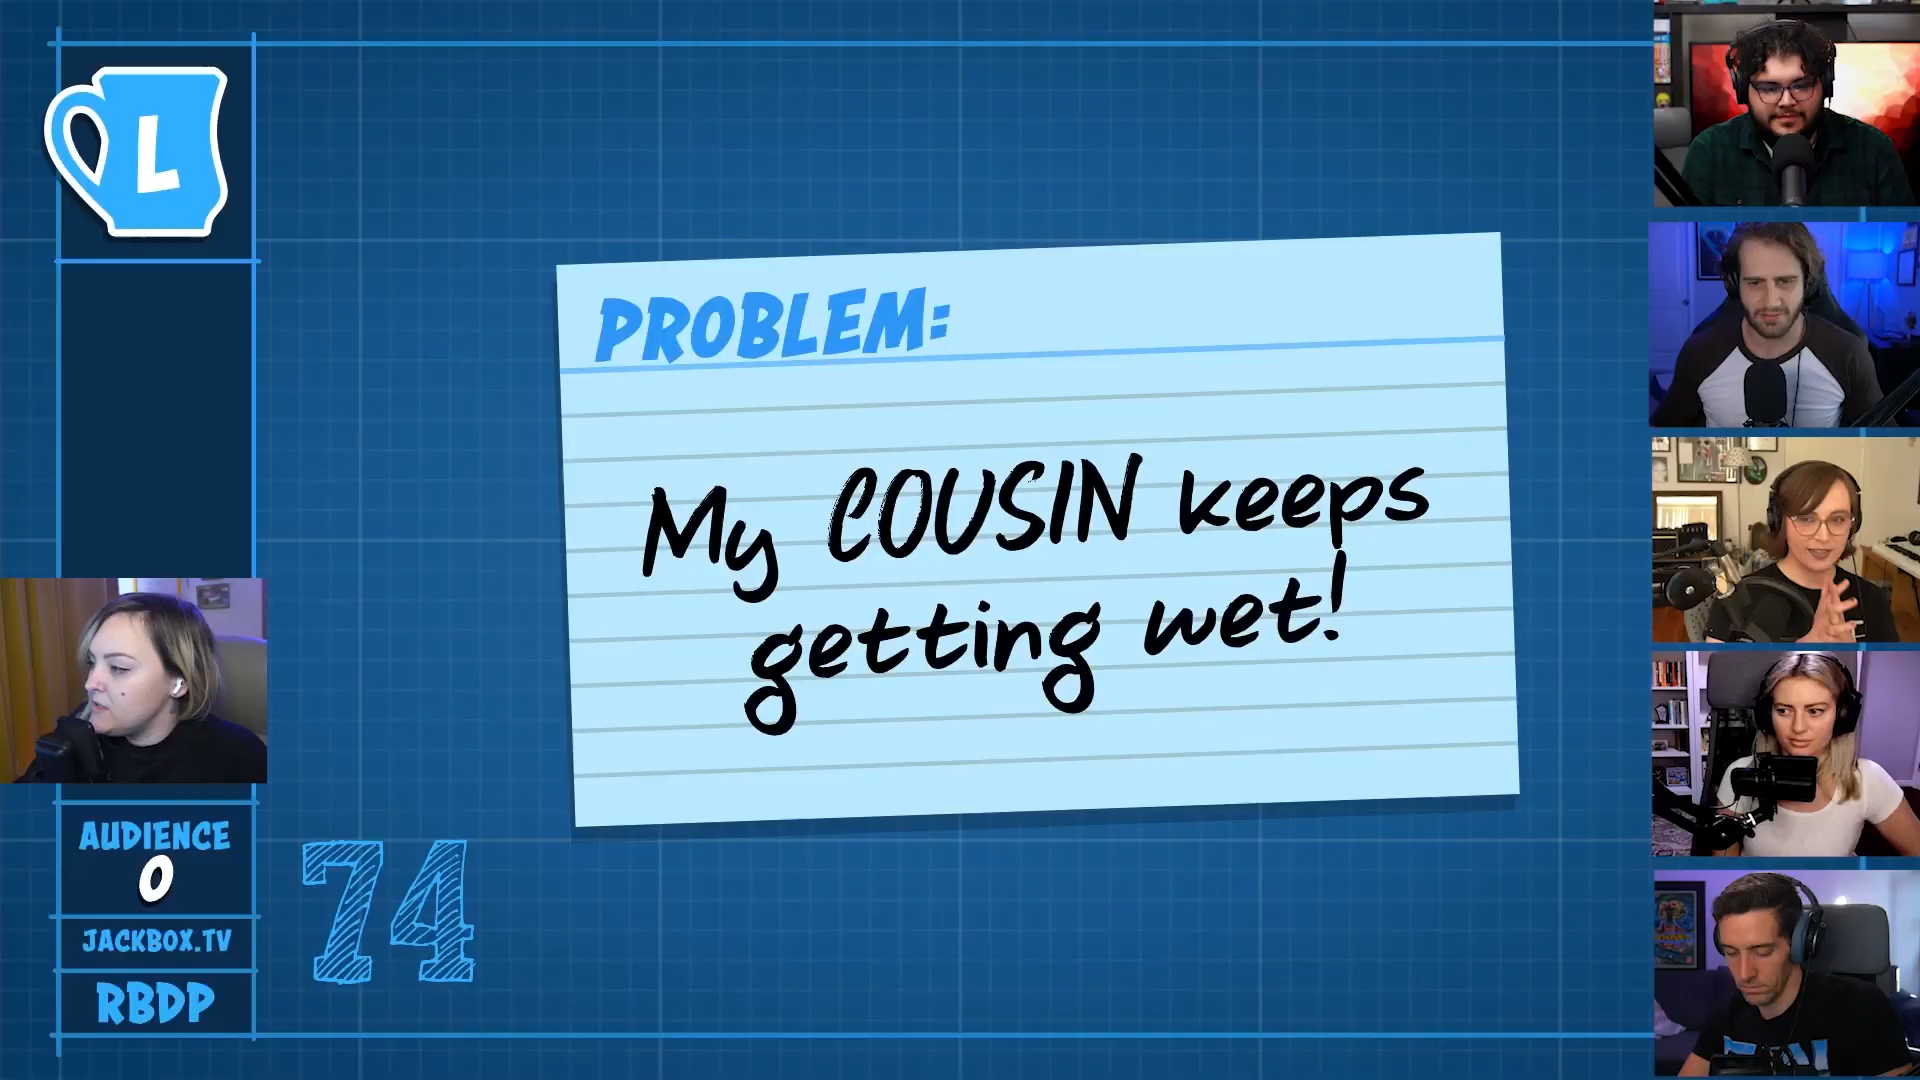 L
PROBLEM:
My COUSIN keeps
getting wet!
AUDIENCE
0
JACKBOX.TV
RBDP
74